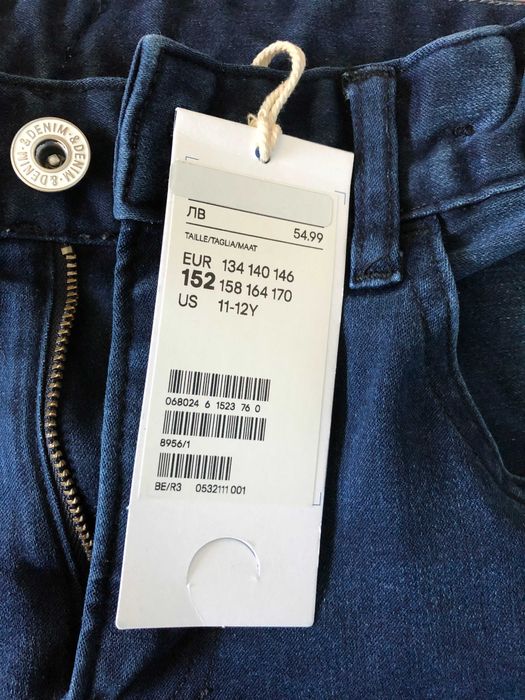 &DENIM·&DENIM·
ЛВ 54.99
TAILLE/TAGLIA/MAAT
EUR 134 140 146
152 158 164 170
US 11-12Y
068024 6 1523 76 0
8956/1
BE/R3 0532111 001